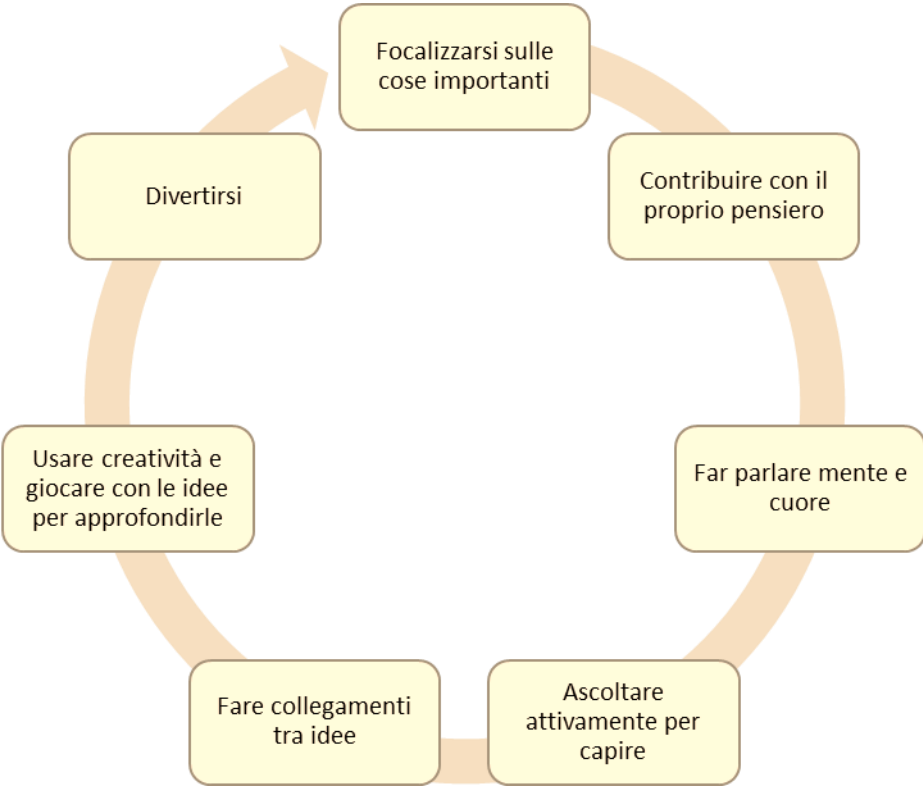 Focalizzarsi sulle
cose importanti
Contribuire con il
proprio pensiero
Far parlare mente e
cuore
Ascoltare
attivamente per
capire
Fare collegamenti
tra idee
Usare creatività e
giocare con le idee
per approfondirle
Divertirsi